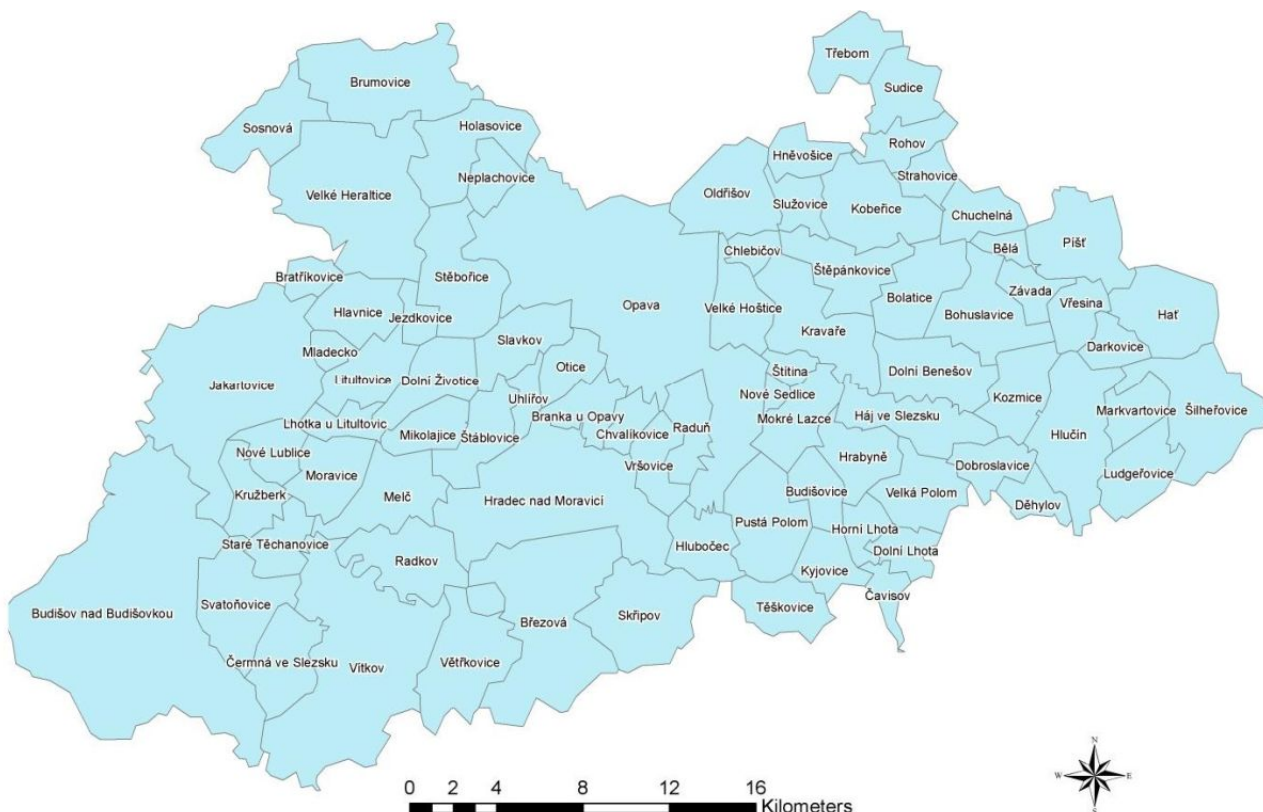 Třebom
Brumovice
Sudice
Sosnová
Holasovice
Rohov
Hněvošice
Strahovice
Neplachovice
Velké Heraltice
Oldřišov
Služovice
Kobeřice
Chuchelná
Píšť
Bělá
Chlebičov
Štěpánkovice
Bratříkovice
Stěbořice
Závada
Bolatice
Vřesina
Opava
Velké Hoštice
Hlavnice
Jezdkovice
Bohuslavice
Hať
Kravaře
Slavkov
Darkovice
Mladecko
Otice
Štítina
Dolní Benešov
Jakartovice
Litultovice
Dolní Životice
Uhlířov
Nové Sedlice
Kozmice
Markvartovice
Šilheřovice
Branka u Opavy
Háj ve Slezsku
Lhotka u Litultovic
Mokré Lazce
Mikolajice
Štáblovice
Chvalíkovice
Raduň
Hlučín
Nové Lublice
Hrabyně
Vršovice
Dobroslavice
Moravice
Ludgeřovice
Kružberk
Melč
Hradec nad Moravicí
Budišovice
Velká Polom
Děhylov
Pustá Polom
Horní Lhota
Staré Těchanovice
Hlubočec
Dolní Lhota
Radkov
Kyjovice
Čavisov
Svatoňovice
Těškovice
Budišov nad Budišovkou
Skřipov
Březová
Čermná ve Slezsku
Vítkov
Větřkovice
N
W
E
S
0 2 4 8 12 16
Kilometers